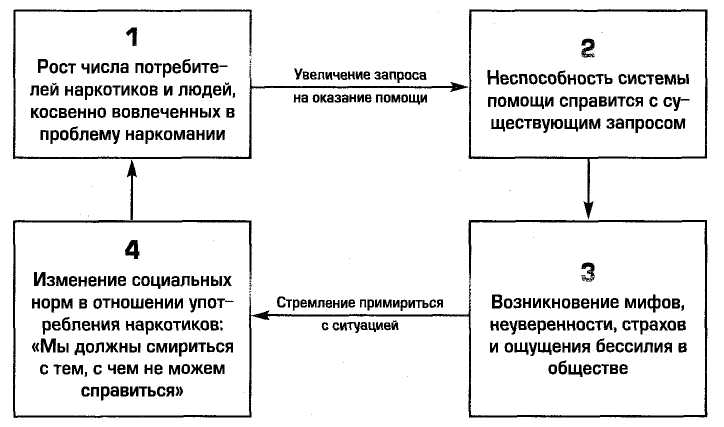 1
Рост числа потребите-
лей наркотиков и людей,
косвенно вовлеченных в
проблему наркомании
Увеличение запроса
на оказание помощи
2
Неспособность системы
помощи справится с су-
ществующим запросом
3
Возникновение мифов,
неуверенности, страхов
и ощущения бессилия в
обществе
Стремление примириться
с ситуацией
4
Изменение социальных
норм в отношении упот-
ребления наркотиков:
«Мы должны смириться
с тем, с чем не можем
справиться»